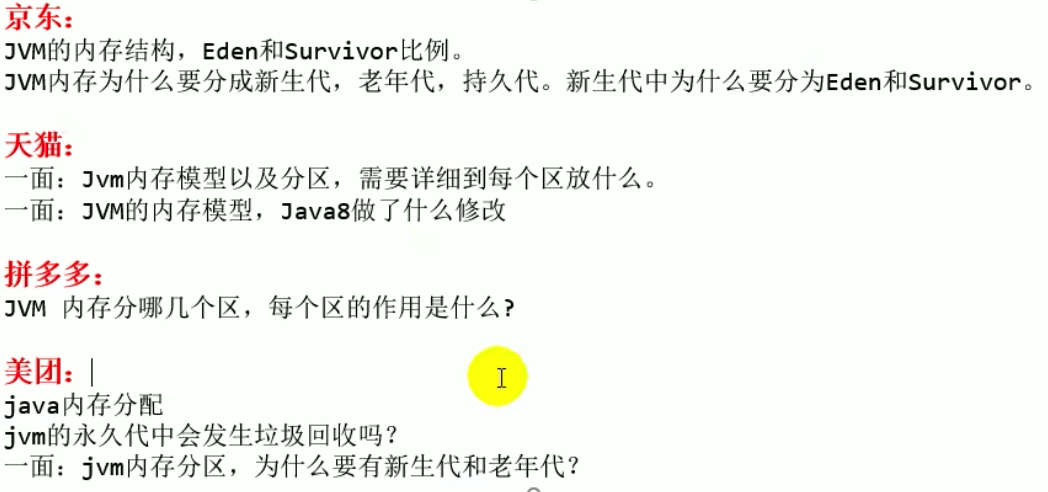 京东：
JVM的内存结构，Eden和Survivor比例。
JVM内存为什么要分成新生代，老年代，持久代。新生代中为什么要分为Eden和Survivor。
天猫：
一面：Jvm内存模型以及分区，需要详细到每个区放什么。
一面：JVM的内存模型，Java8做了什么修改
拼多多：
JVM 内存分哪几个区，每个区的作用是什么?
美团：
java内存分配
jvm的永久代中会发生垃圾回收吗？
一面：jvm内存分区，为什么要有新生代和老年代？